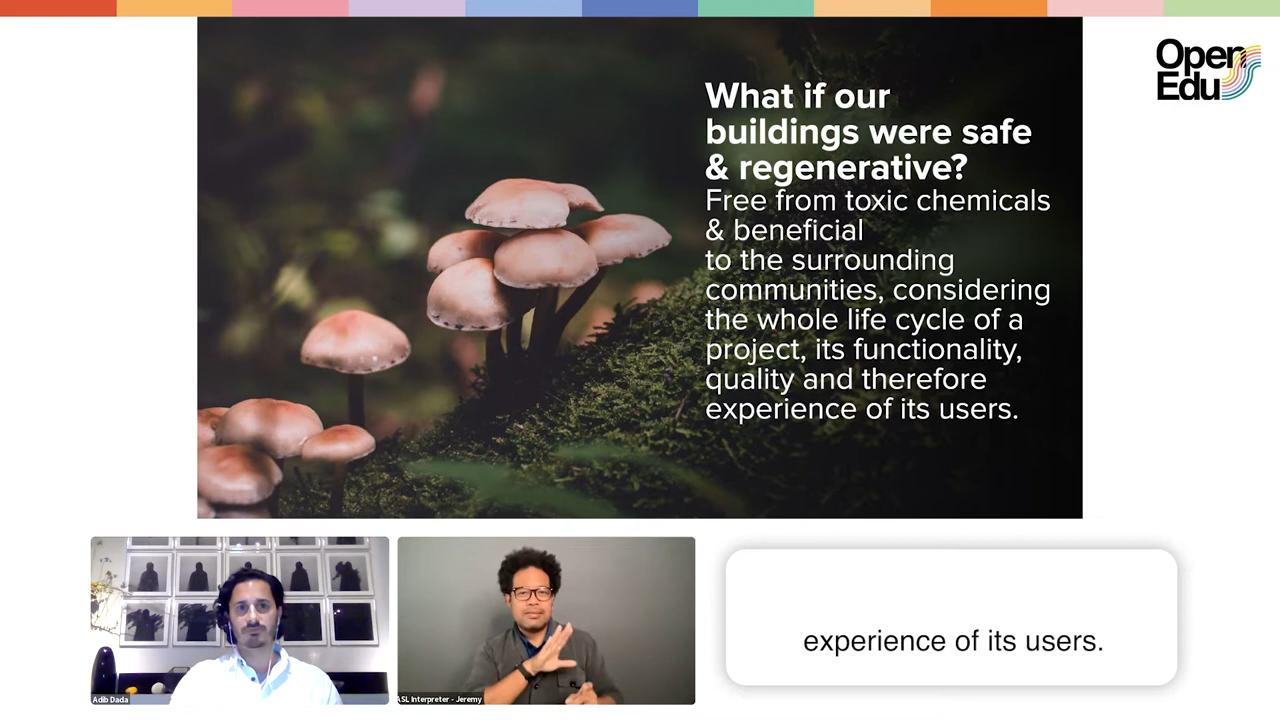 Open
Edu
What if our
buildings were safe
& regenerative?
Free from toxic chemicals
& beneficial
to the surrounding
communities, considering
the whole life cycle of a
project, its functionality,
quality and therefore
experience of its users.
Adib Dada
ASL Interpreter - Jeremy
experience of its users.